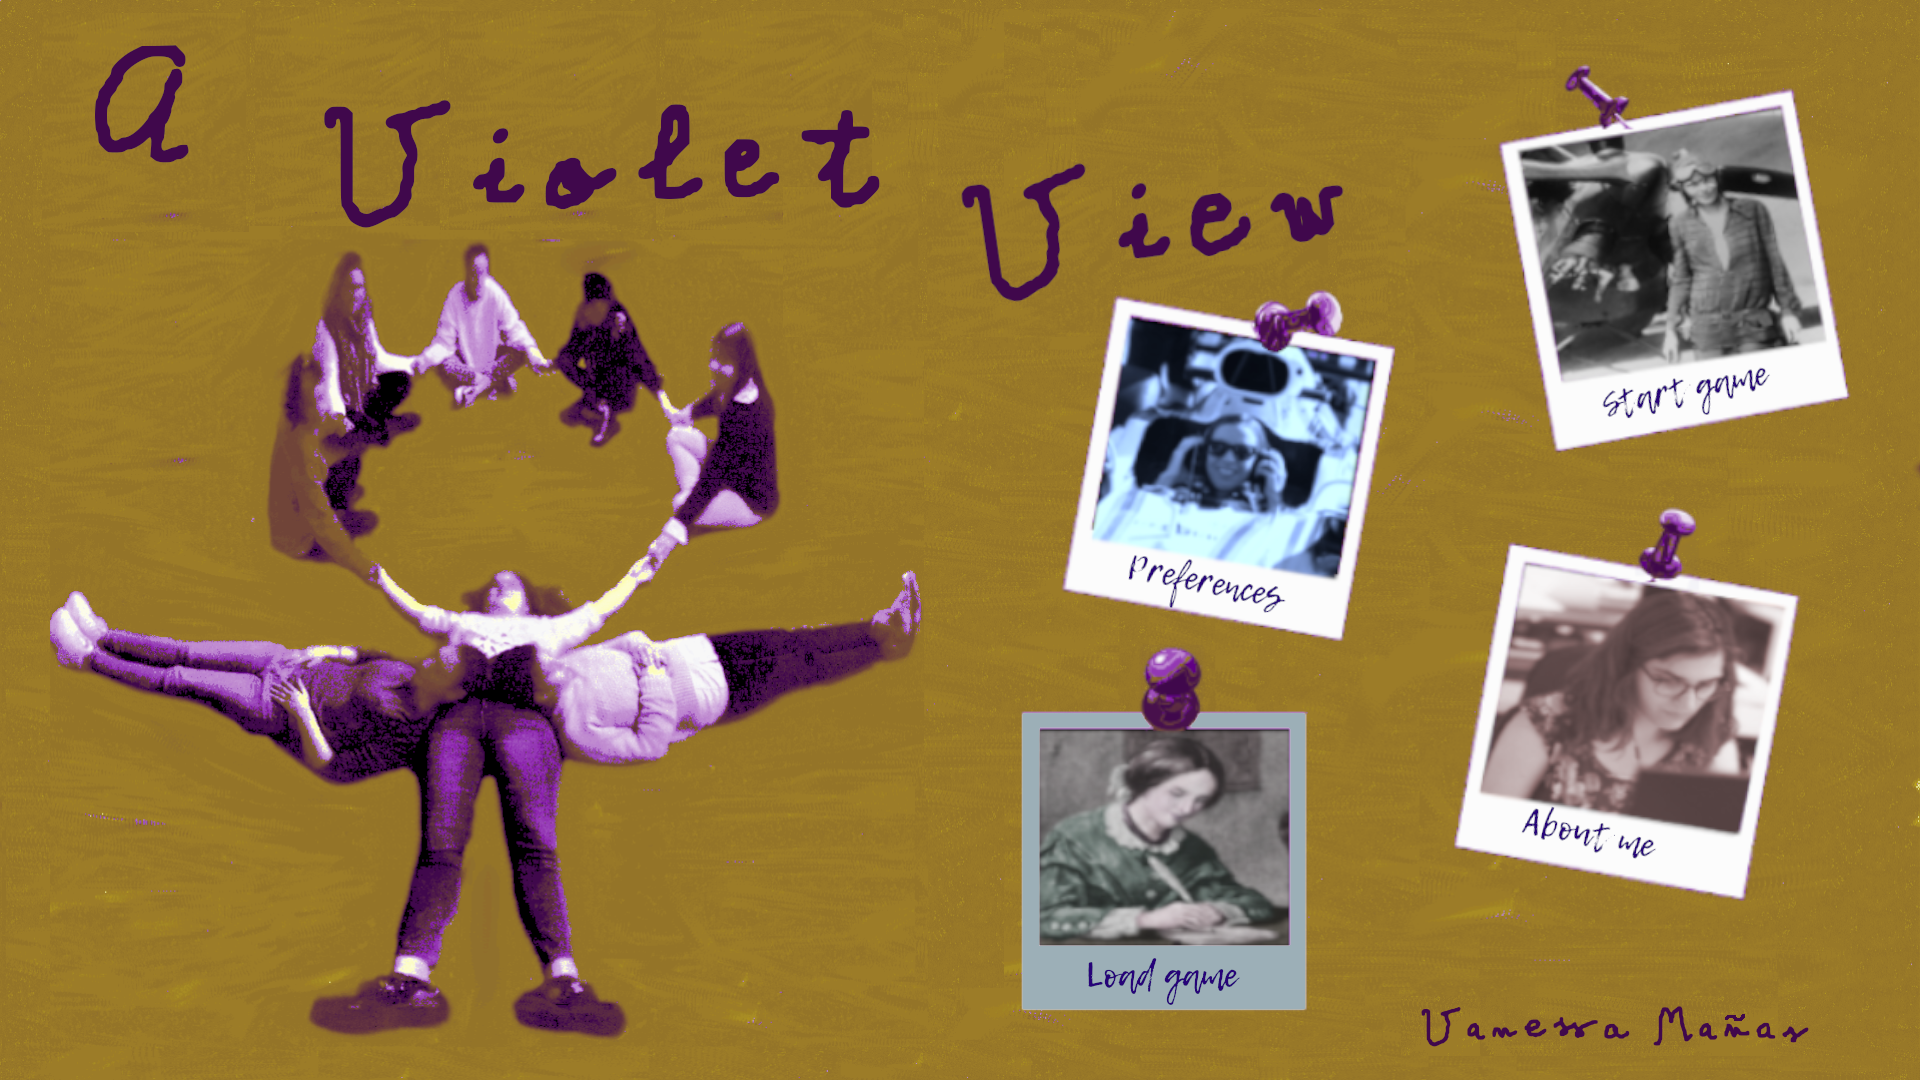 A Violet View
Start game
Preferences
Load game
About me
Vanessa Mañas